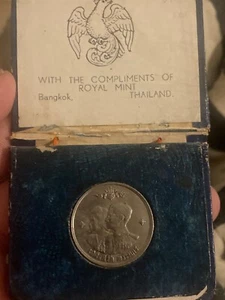 WITH THE COMPLIMENTS OF
ROYAL MINT
Bangkok, THAILAND.